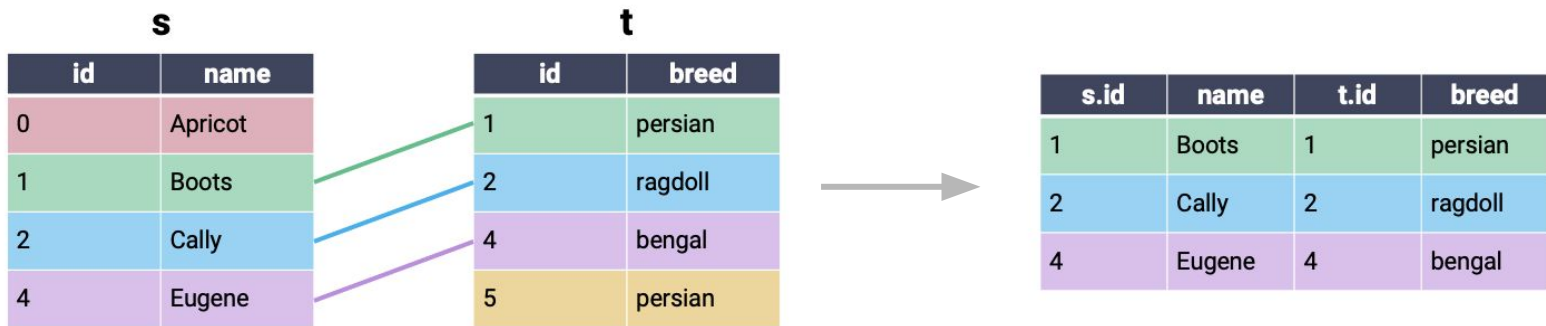 s
id name
0 Apricot
1 Boots
2 Cally
4 Eugene
t
id breed
1 persian
2 ragdoll
4 bengal
5 persian
s.id name t.id breed
1 Boots 1 persian
2 Cally 2 ragdoll
4 Eugene 4 bengal